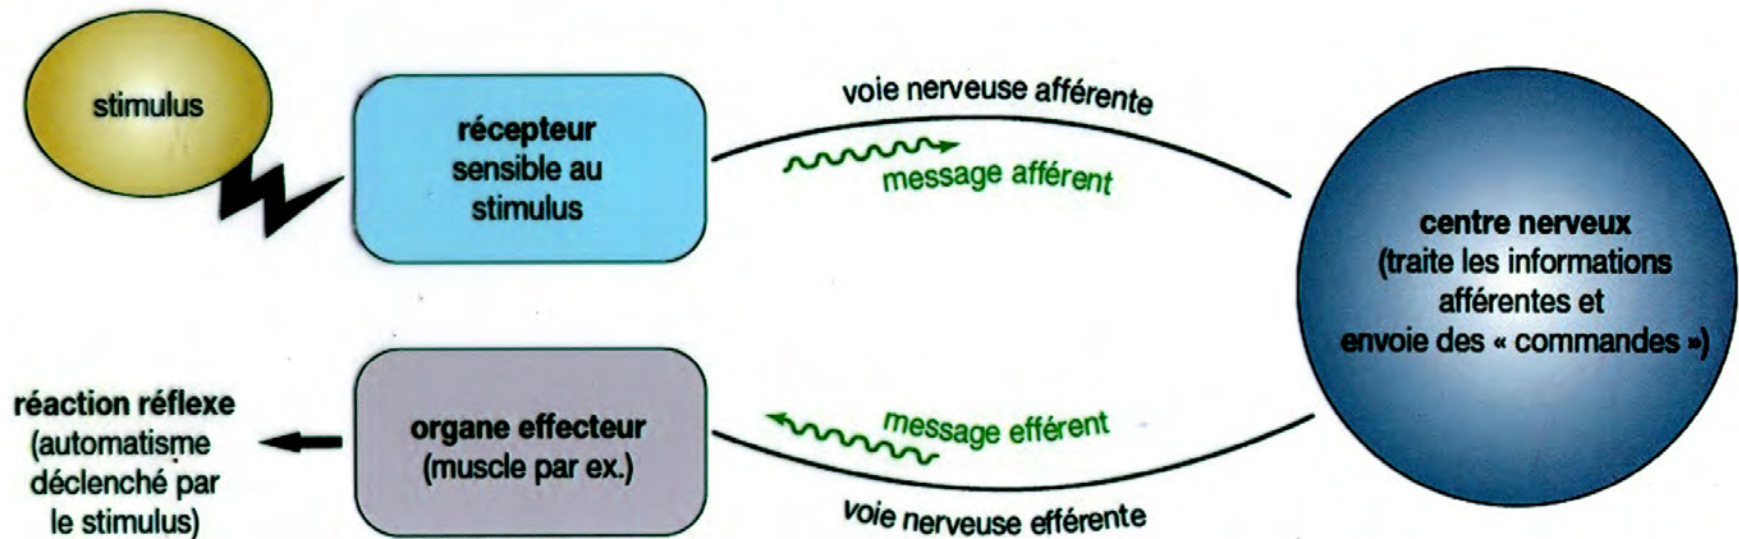 stimulus
récepteur
sensible au
stimulus
voie nerveuse afférente
message afférent
centre nerveux
(traite les informations
afférentes et
envoie des « commandes »)
réaction réflexe
(automatisme
déclenché par
le stimulus)
organe effecteur
(muscle par ex.)
message efférent
voie nerveuse efférente